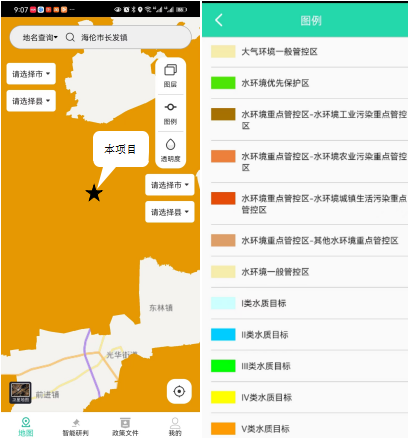 9:07
地名查询
海伦市长发镇
请选择市
请选择县
图层
图例
透明度
本项目
请选择市
请选择县
东林镇
光华街
前进镇
地图
智能研判
政策文件
我的
图例
大气环境一般管控区
水环境优先保护区
水环境重点管控区-水环境工业污染重点管控
区
水环境重点管控区-水环境农业污染重点管控
区
水环境重点管控区-水环境城镇生活污染重点
管控区
水环境重点管控区-其他水环境重点管控区
水环境一般管控区
I类水质目标
II类水质目标
III类水质目标
IV类水质目标
V类水质目标